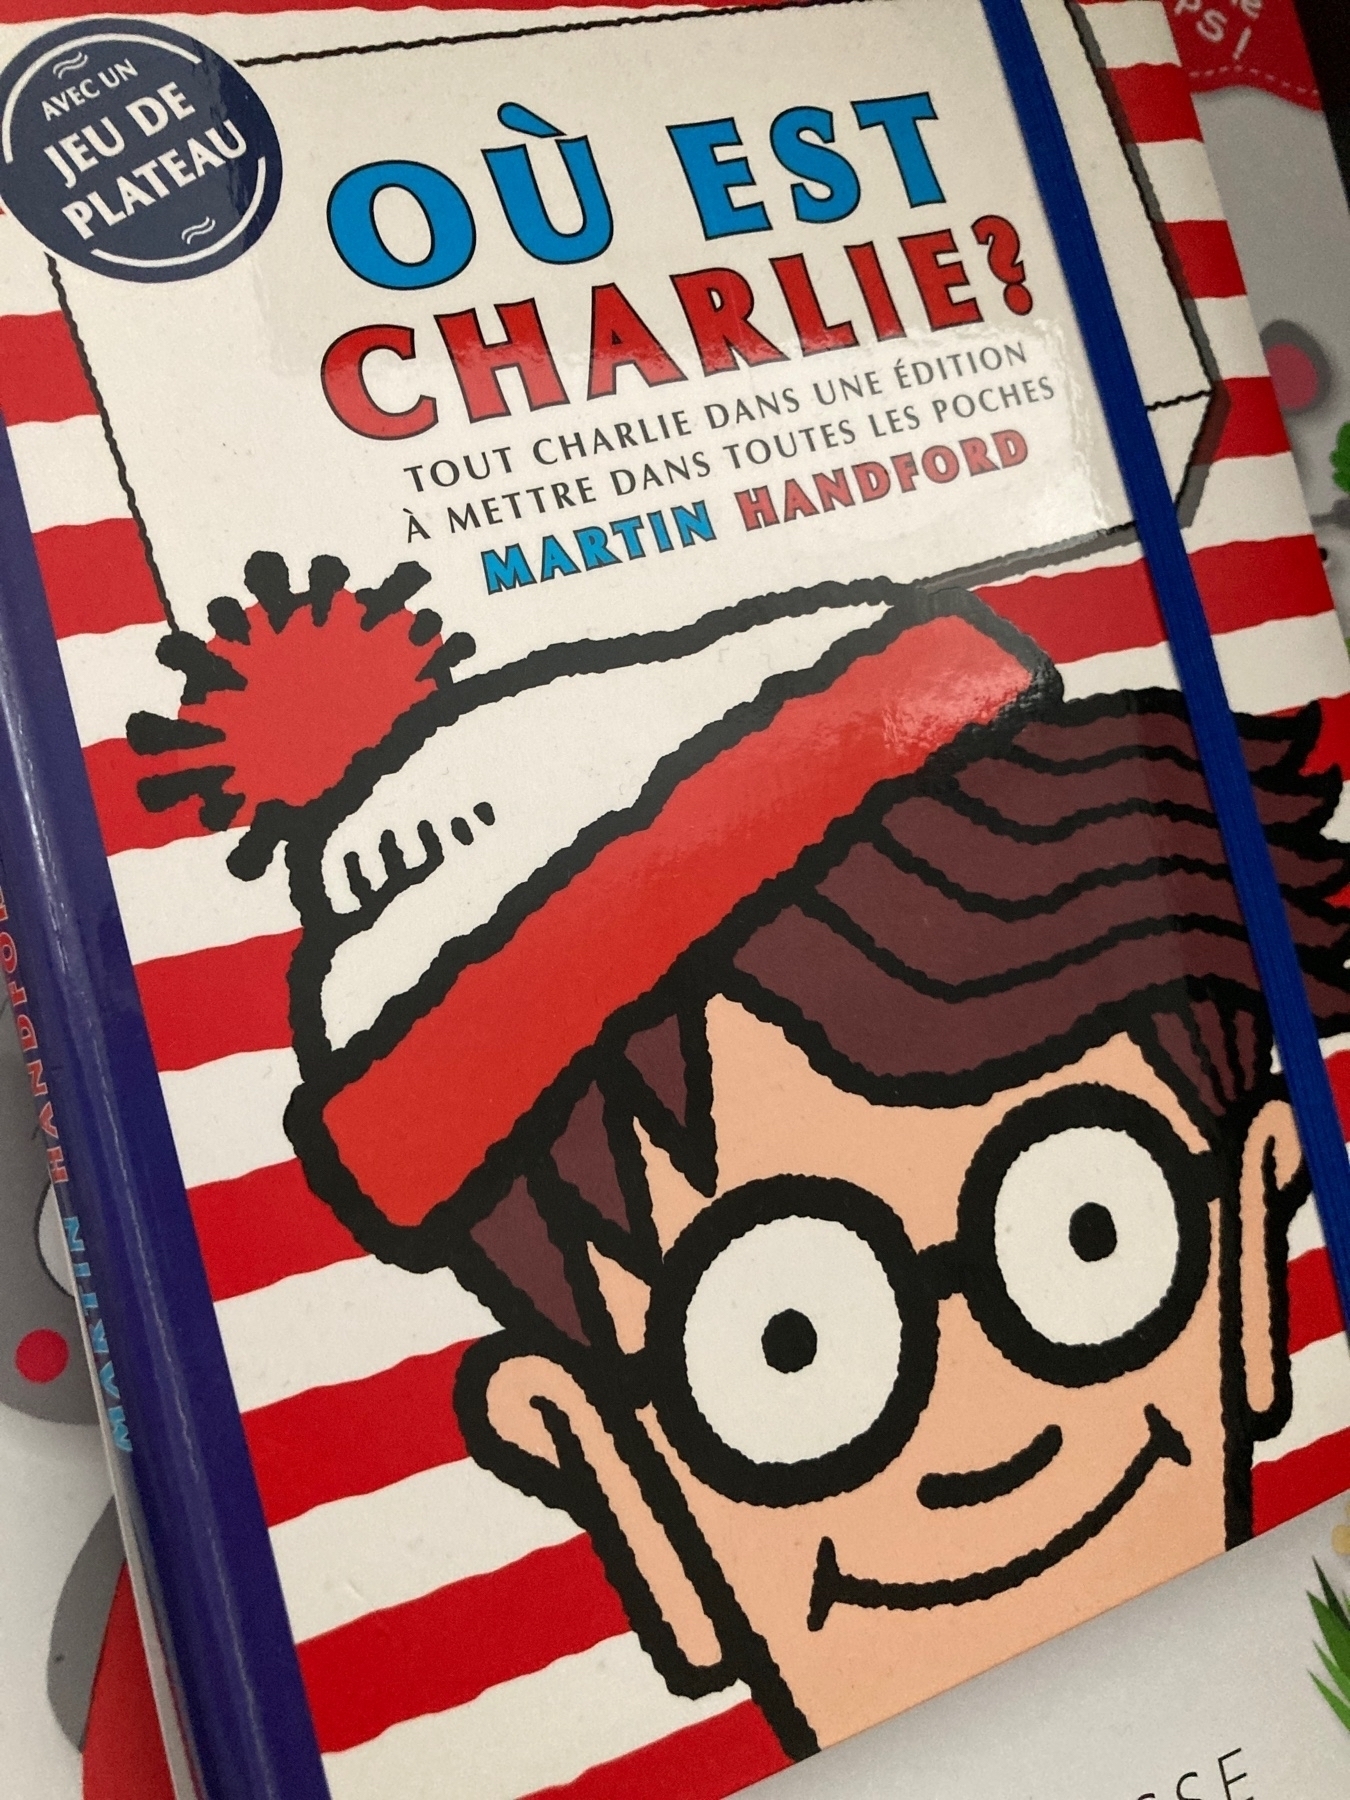 AVEC UN
JEU DE
PLATEAU
OÙ EST
CHARLIE?
TOUT CHARLIE DANS UNE ÉDITION
À METTRE DANS TOUTES LES POCHES
MARTIN HANDFORD
MARTIN HANDFORD